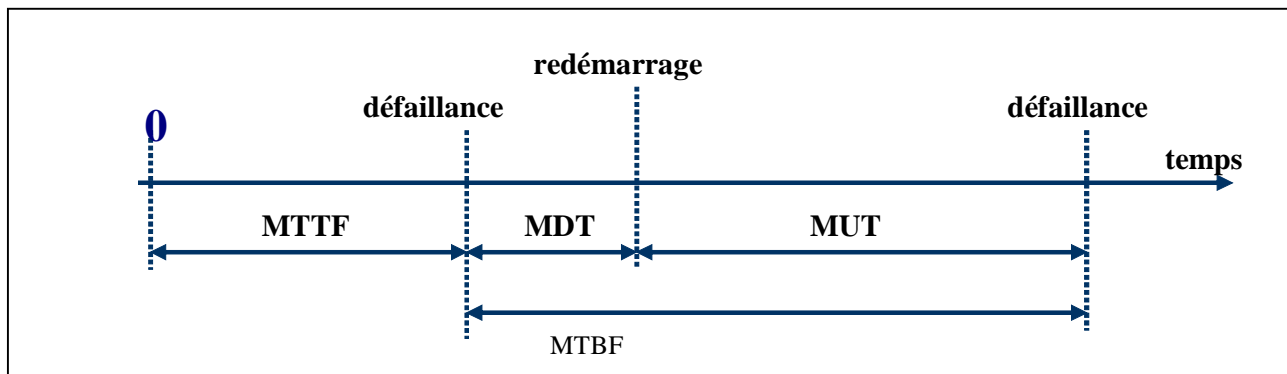 redémarrage
défaillance
défaillance
0
temps
MTTF
MDT
MUT
MTBF